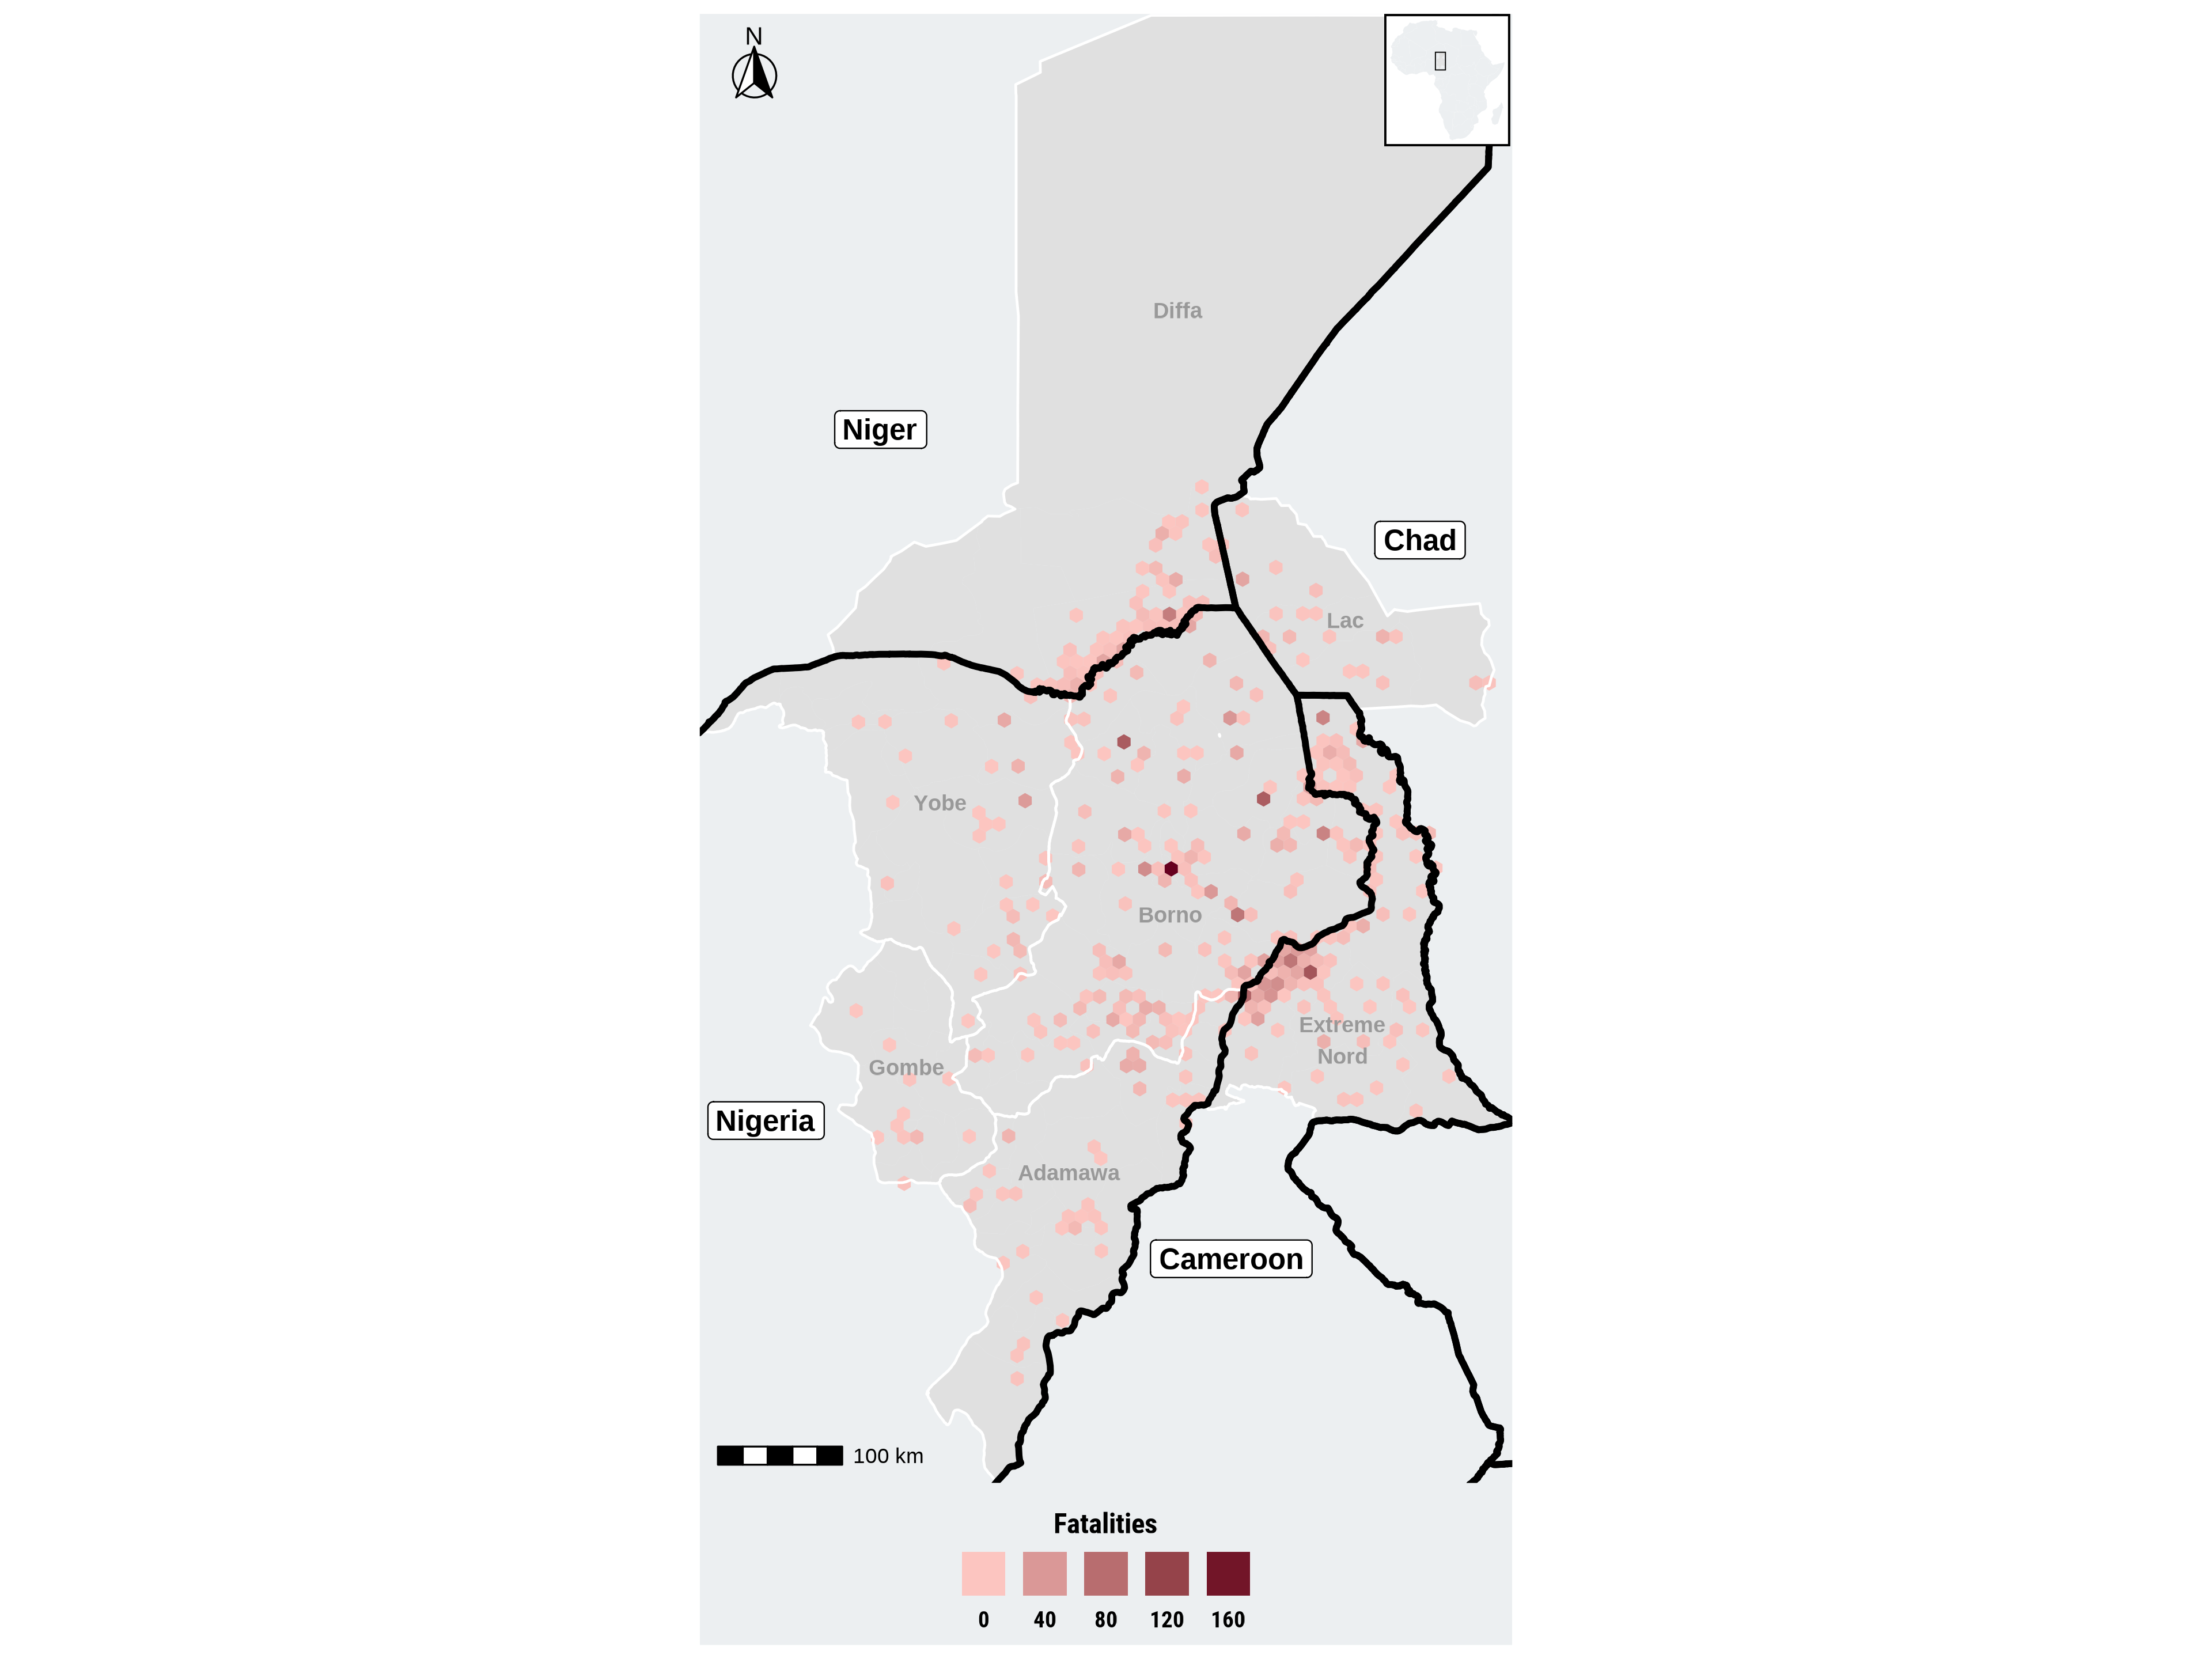 N
Diffa
Niger
Chad
Lac
Yobe
Borno
Extreme
Nord
Gombe
Nigeria
Adamawa
Cameroon
100 km
Fatalities
0 40 80 120 160